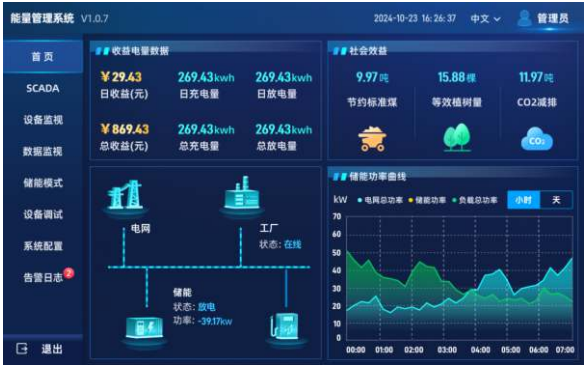 能量管理系统 V1.0.7
2024-10-23 16:26:37 中文 管理员
首页
SCADA
设备监视
数据监视
储能模式
设备调试
系统配置
告警日志 2
退出
收益电量数据
¥29.43 269.43kwh 269.43kwh
日收益(元) 日充电量 日放电量
¥869.43 269.43kwh 269.43kwh
总收益(元) 总充电量 总放电量
社会效益
9.97吨 15.88棵 11.97吨
节约标准煤 等效植树量 CO2减排
CO₂
电网
工厂
状态: 在线
储能
状态: 放电
功率: -39.17kw
储能功率曲线
kW 电网总功率 储能功率 负载总功率 小时 天
70
60
50
40
30
20
10
0
00:00 01:00 02:00 03:00 04:00 05:00 06:00 07:00